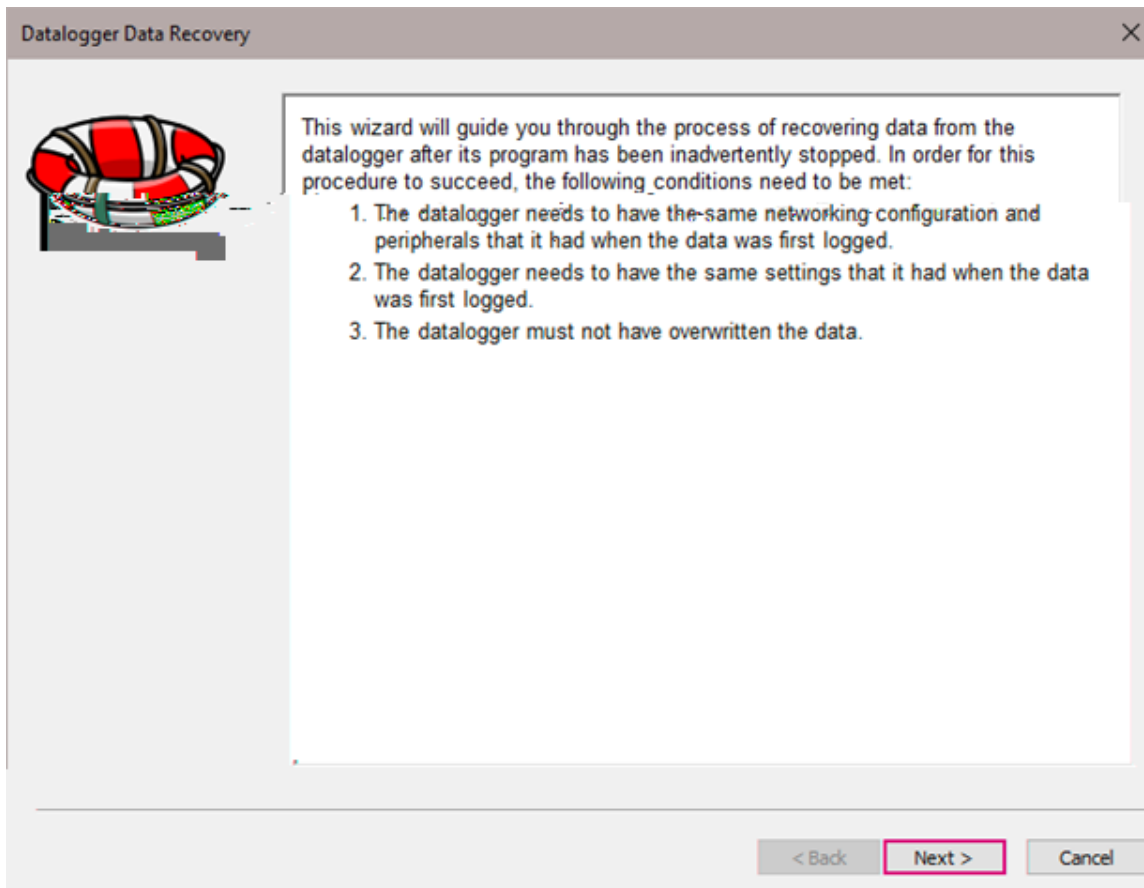 Datalogger Data Recovery
This wizard will guide you through the process of recovering data from the
datalogger after its program has been inadvertently stopped. In order for this
procedure to succeed, the following conditions need to be met:
1. The datalogger needs to have the same networking configuration and
peripherals that it had when the data was first logged.
2. The datalogger needs to have the same settings that it had when the data
was first logged.
3. The datalogger must not have overwritten the data.
< Back Next > Cancel